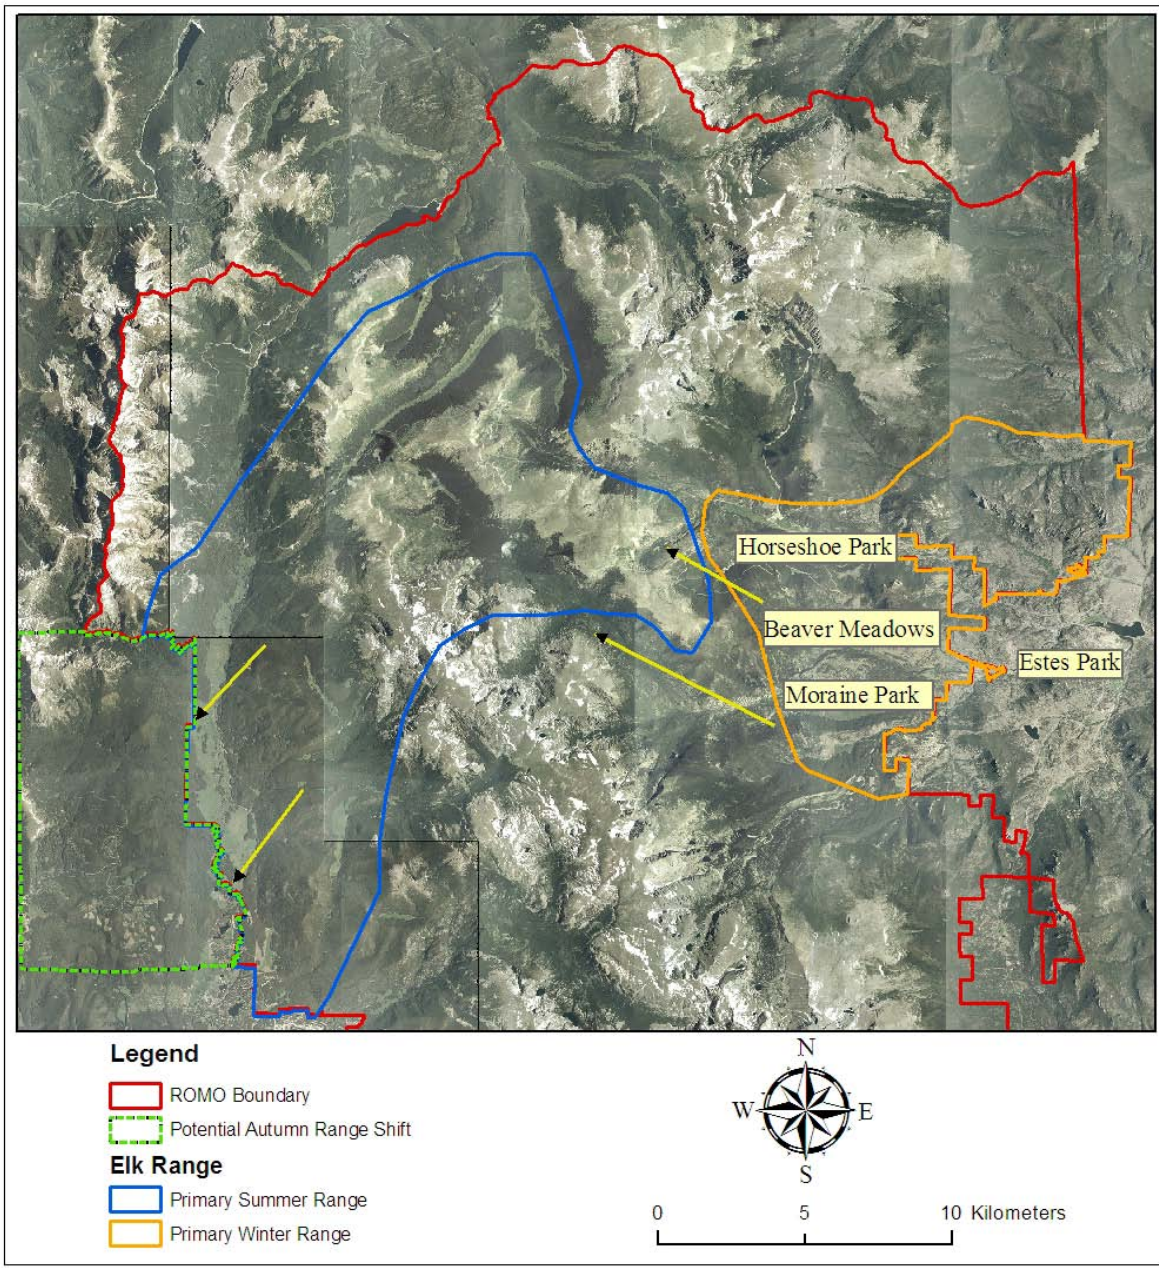 Horseshoe Park
Beaver Meadows
Estes Park
Moraine Park
Legend
ROMO Boundary
Potential Autumn Range Shift
Elk Range
Primary Summer Range
Primary Winter Range
N
W
E
S
0
5
10 Kilometers